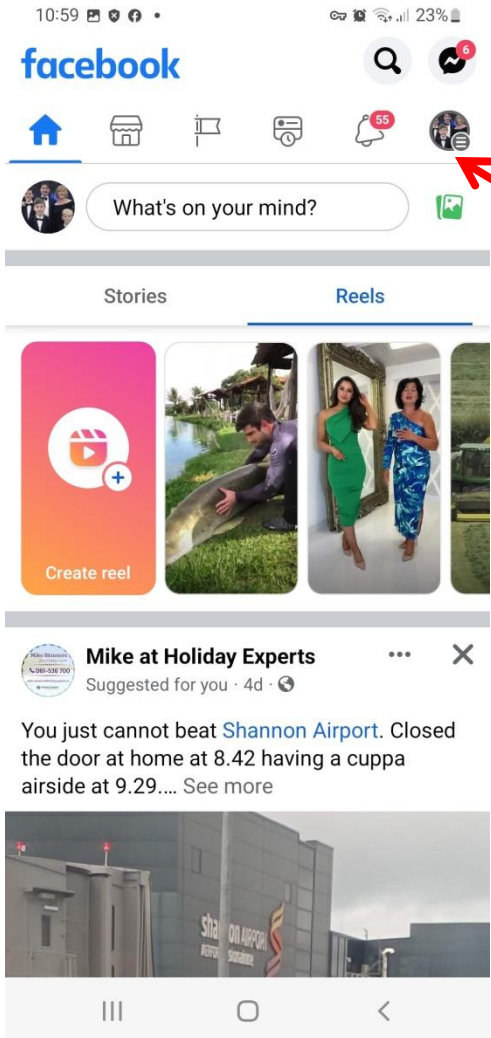 10:59
23%
facebook
6
55
What's on your mind?
Stories
Reels
Create reel
Mike at Holiday Experts
Suggested for you · 4d ·
You just cannot beat Shannon Airport. Closed
the door at home at 8.42 having a cuppa
airside at 9.29.... See more
shannon AIRPORT